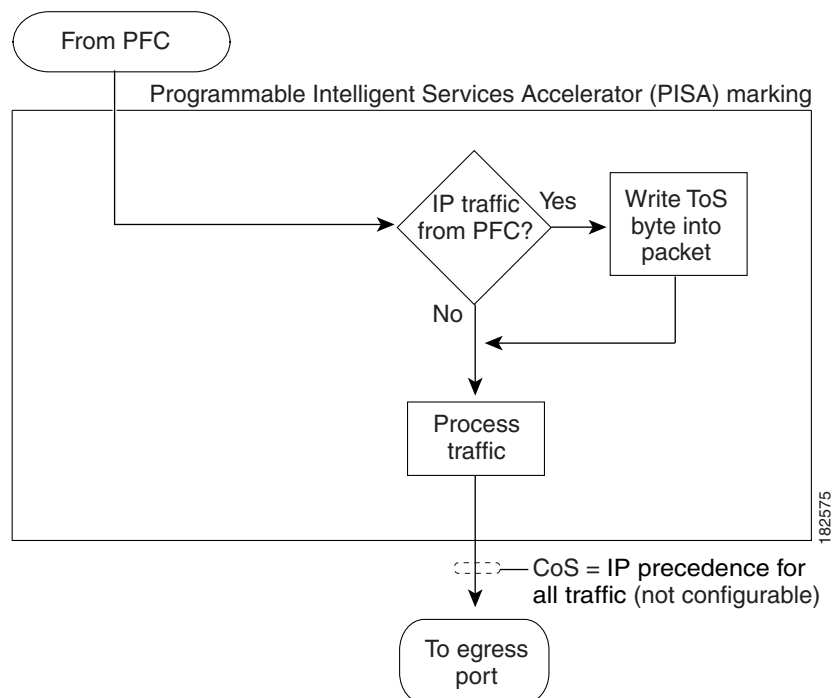 From PFC
Programmable Intelligent Services Accelerator (PISA) marking
IP traffic
from PFC?
Yes
Write ToS
byte into
packet
No
Process
traffic
182575
CoS = IP precedence for
all traffic (not configurable)
To egress
port